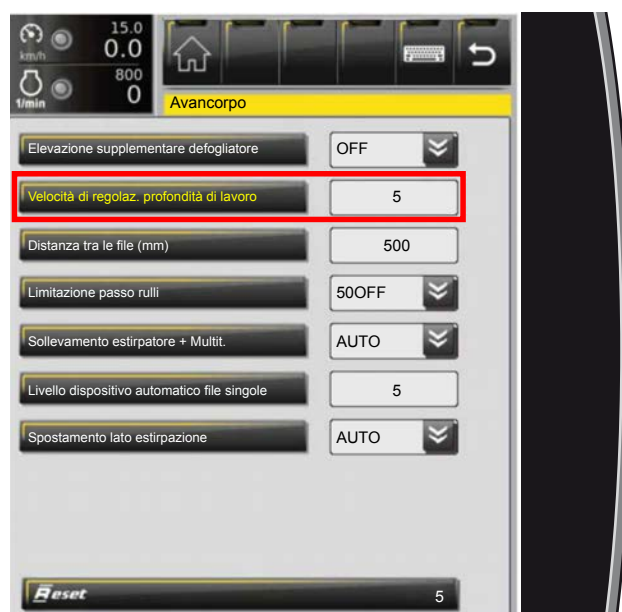 km/h
15.0
0.0
1/min
800
0
Avancorpo
Elevazione supplementare defogliatore OFF
Velocità di regolaz. profondità di lavoro 5
Distanza tra le file (mm) 500
Limitazione passo rulli 50OFF
Sollevamento estirpatore + Multit. AUTO
Livello dispositivo automatico file singole 5
Spostamento lato estirpazione AUTO
Reset 5